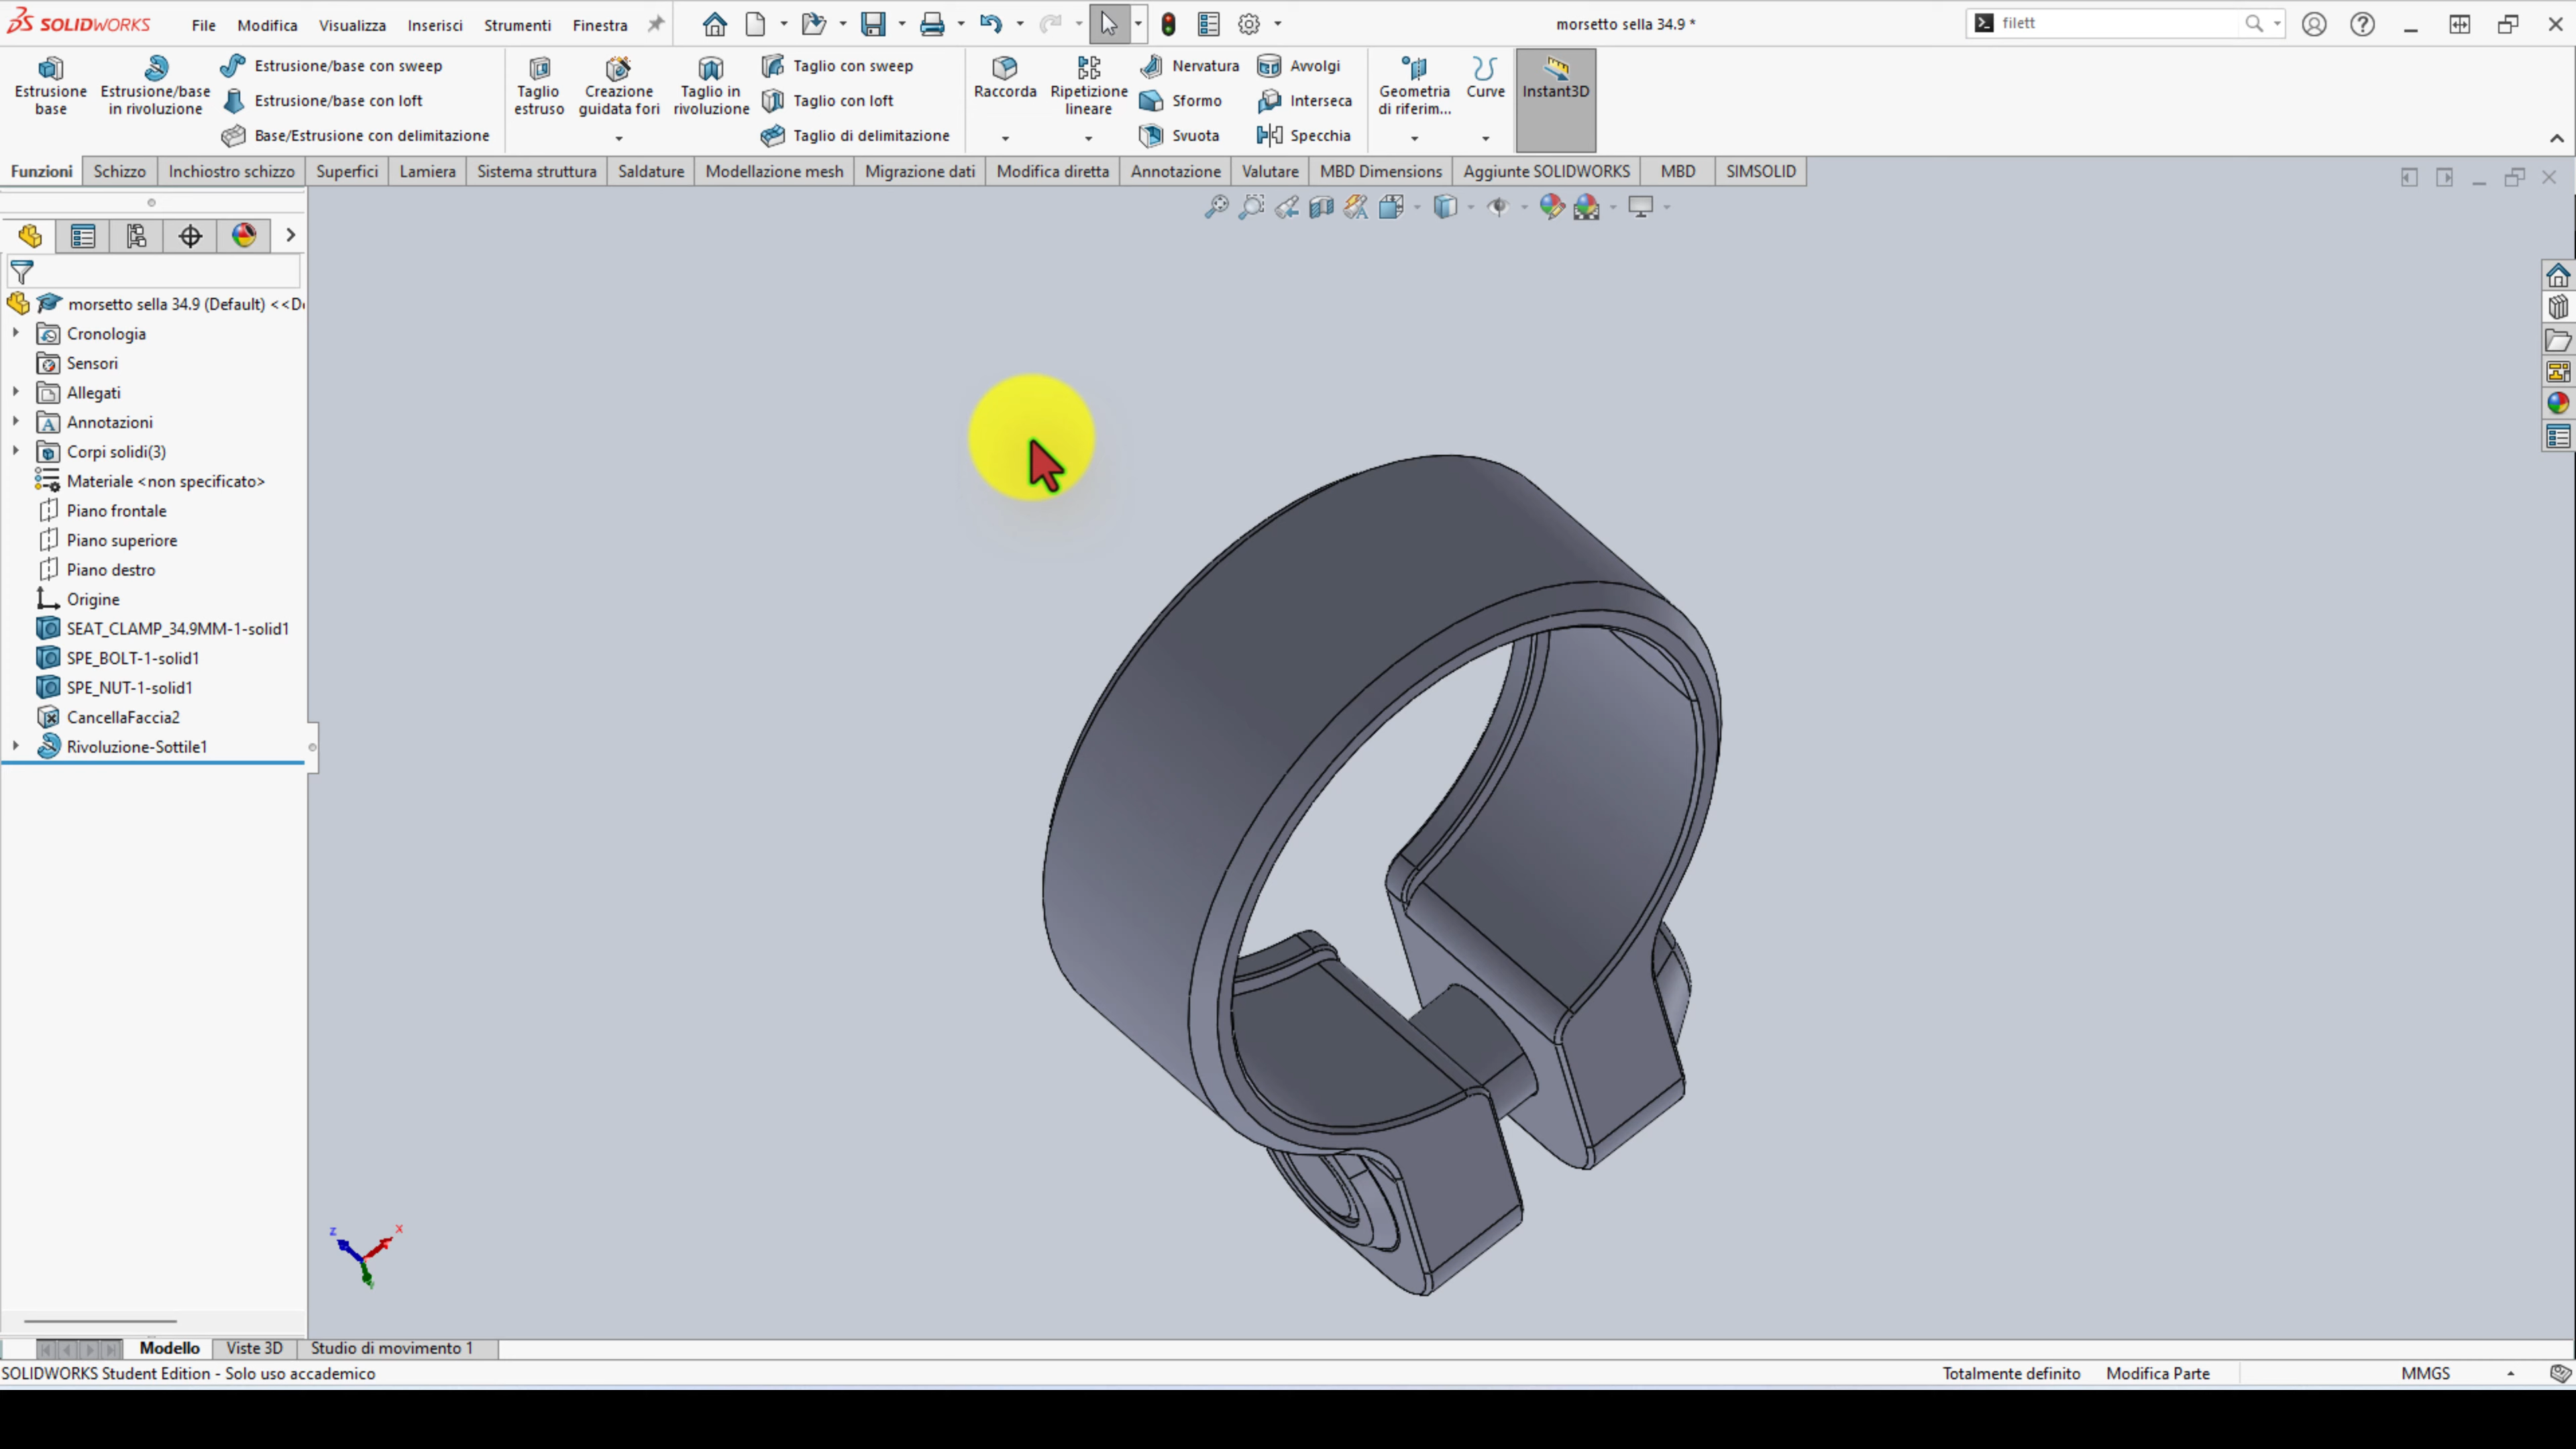 SOLIDWORKS File Modifica Visualizza Inserisci Strumenti Finestra morsetto sella 34.9 * filett
Estrusione base
Estrusione/base in rivoluzione
Estrusione/base con sweep
Estrusione/base con loft
Base/Estrusione con delimitazione
Taglio estruso
Creazione guidata fori
Taglio in rivoluzione
Taglio con sweep
Taglio con loft
Taglio di delimitazione
Raccorda
Ripetizione lineare
Nervatura
Sformo
Svuota
Avvolgi
Interseca
Specchia
Geometria di riferim...
Curve
Instant3D
Funzioni Schizzo Inchiostro schizzo Superfici Lamiera Sistema struttura Saldature Modellazione mesh Migrazione dati Modifica diretta Annotazione Valutare MBD Dimensions Aggiunte SOLIDWORKS MBD SIMSOLID
morsetto sella 34.9 (Default) <<D
Cronologia
Sensori
Allegati
Annotazioni
Corpi solidi(3)
Materiale <non specificato>
Piano frontale
Piano superiore
Piano destro
Origine
SEAT_CLAMP_34.9MM-1-solid1
SPE_BOLT-1-solid1
SPE_NUT-1-solid1
CancellaFaccia2
Rivoluzione-Sottile1
z x
Modello Viste 3D Studio di movimento 1
SOLIDWORKS Student Edition - Solo uso accademico Totalmente definito Modifica Parte MMGS